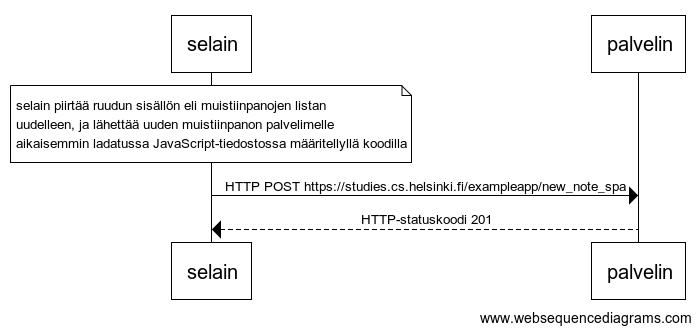 selain
palvelin
selain piirtää ruudun sisällön eli muistiinpanojen listan
uudelleen, ja lähettää uuden muistiinpanon palvelimelle
aikaisemmin ladatussa JavaScript-tiedostossa määritellyllä koodilla
HTTP POST https://studies.cs.helsinki.fi/exampleapp/new_note_spa
HTTP-statuskoodi 201
selain
palvelin
www.websequencediagrams.com